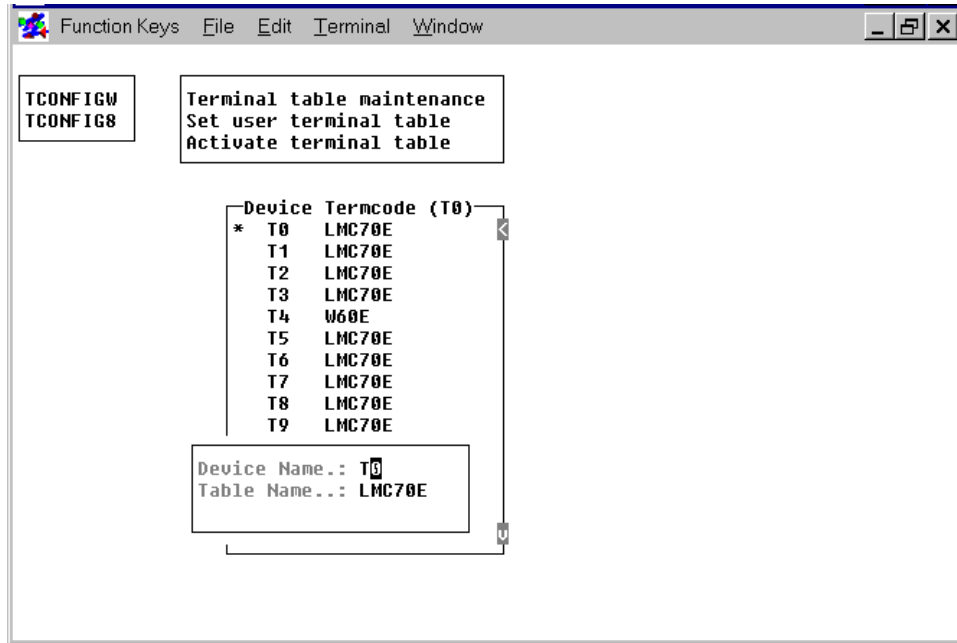 Function Keys File Edit Terminal Window
TCONFIGW
TCONFIG8
Terminal table maintenance
Set user terminal table
Activate terminal table
Device Termcode (T0)
* T0 LMC70E
T1 LMC70E
T2 LMC70E
T3 LMC70E
T4 W60E
T5 LMC70E
T6 LMC70E
T7 LMC70E
T8 LMC70E
T9 LMC70E
Device Name.: T0
Table Name..: LMC70E